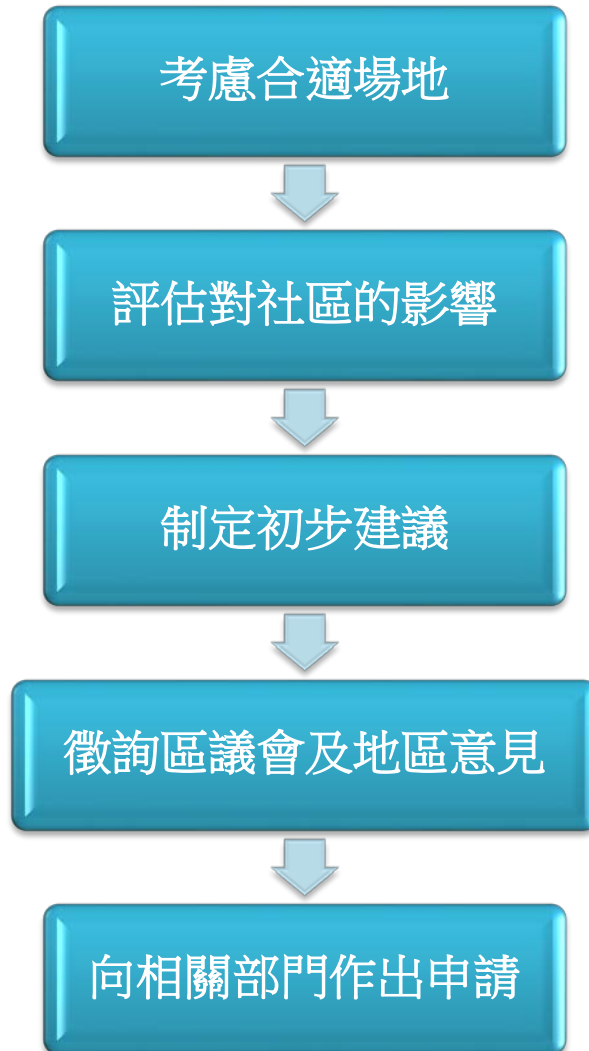 考慮合適場地
評估對社區的影響
制定初步建議
徵詢區議會及地區意見
向相關部門作出申請